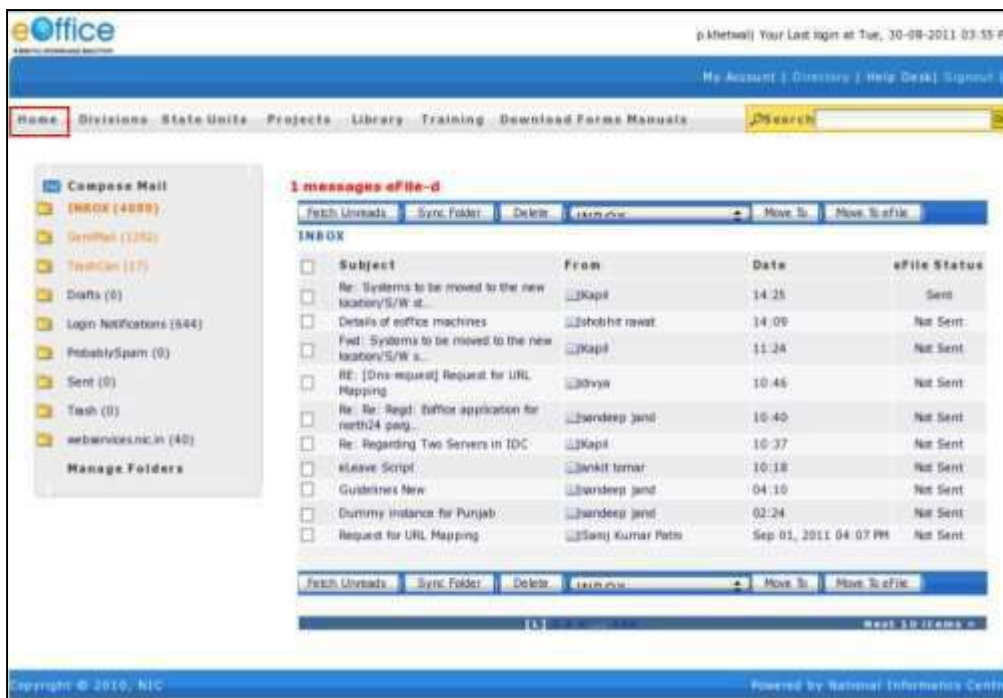 eOffice
p khetwal| Your Last login at Tue, 30-08-2011 03:55 P
My Account | Directory | Help Desk| Signout
Home Divisions State Units Projects Library Training Download Forms Manuals Search
Compose Mail
INBOX
SentMail
TrashCan (17)
Drafts (0)
Login Notifications (644)
ProbablySpam (0)
Sent (0)
Trash (0)
webservices.nic.in (40)
Manage Folders
1 messages eFile-d
Fetch Unreads Sync Folder Delete INBOX Move To Move To eFile
INBOX
Subject From Date eFile Status
Re: Systems to be moved to the new location/S/W st... Kapil 14:25 Sent
Details of eoffice machines shobhit rawat 14:09 Not Sent
Fwd: Systems to be moved to the new location/S/W s... Kapil 11:24 Not Sent
RE: [Dns-request] Request for URL Mapping divya 10:46 Not Sent
Re: Re: Regd: Eoffice application for north24 parg... sandeep jand 10:40 Not Sent
Re: Regarding Two Servers in IDC Kapil 10:37 Not Sent
eLeave Script ankit tomar 10:18 Not Sent
Guidelines New sandeep jand 04:10 Not Sent
Dummy instance for Punjab sandeep jand 02:24 Not Sent
Request for URL Mapping Kumar Sep 01, 2011 04:07 PM Not Sent
Fetch Unreads Sync Folder Delete INBOX Move To Move To eFile
[1] Next 10 Items »
Copyright © 2010, NIC Powered by National Informatics Centr